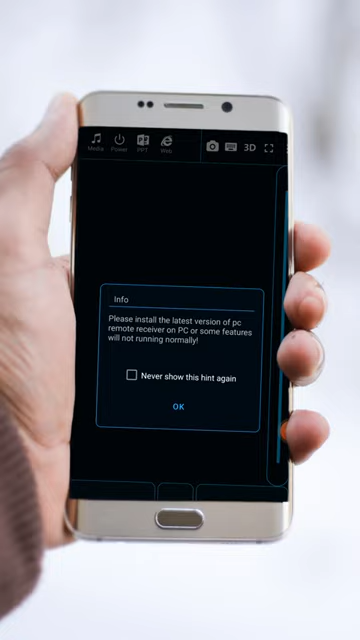 Media Power PPT Web 3D
Info
Please install the latest version of pc
remote receiver on PC or some features
will not running normally!
Never show this hint again
OK